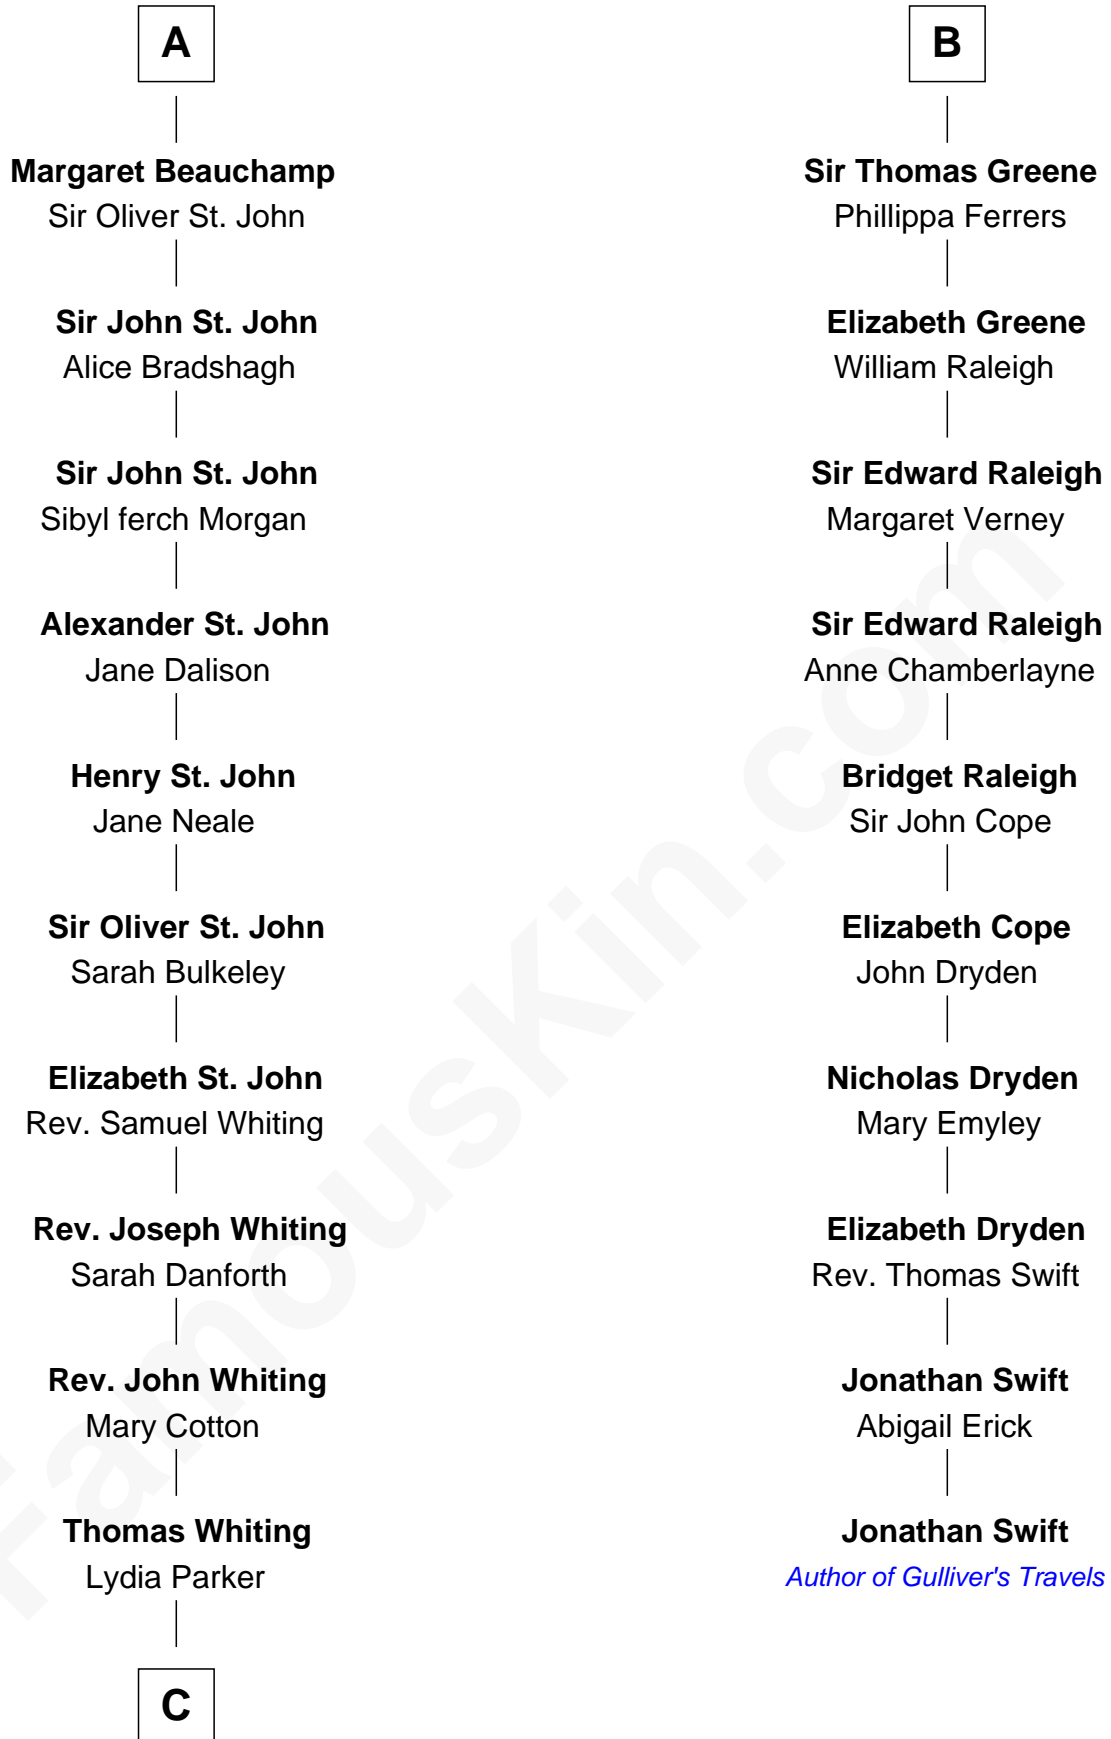 A
Margaret Beauchamp
Sir Oliver St. John
Sir John St. John
Alice Bradshagh
Sir John St. John
Sibyl ferch Morgan
Alexander St. John
Jane Dalison
Henry St. John
Jane Neale
Sir Oliver St. John
Sarah Bulkeley
Elizabeth St. John
Rev. Samuel Whiting
Rev. Joseph Whiting
Sarah Danforth
Rev. John Whiting
Mary Cotton
Thomas Whiting
Lydia Parker
C
B
Sir Thomas Greene
Phillippa Ferrers
Elizabeth Greene
William Raleigh
Sir Edward Raleigh
Margaret Verney
Sir Edward Raleigh
Anne Chamberlayne
Bridget Raleigh
Sir John Cope
Elizabeth Cope
John Dryden
Nicholas Dryden
Mary Emyley
Elizabeth Dryden
Rev. Thomas Swift
Jonathan Swift
Abigail Erick
Jonathan Swift
Author of Gulliver's Travels
FamousKin.com